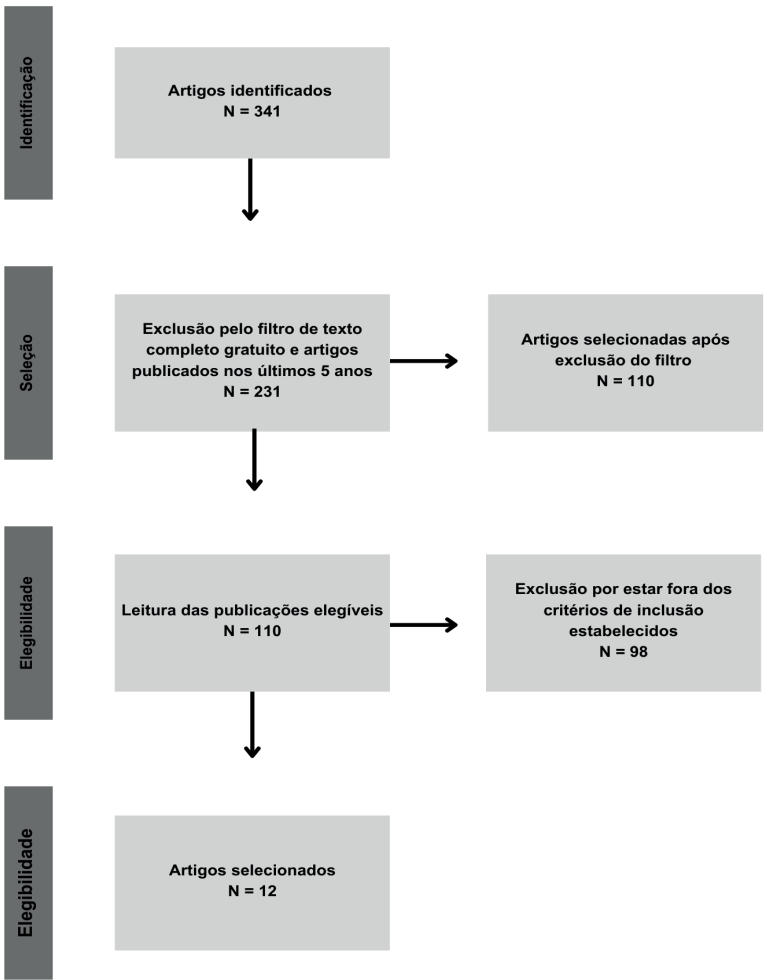 Identificação
Artigos identificados
N = 341
Seleção
Exclusão pelo filtro de texto
completo gratuito e artigos
publicados nos últimos 5 anos
N = 231
Artigos selecionadas após
exclusão do filtro
N = 110
Elegibilidade
Leitura das publicações elegíveis
N = 110
Exclusão por estar fora dos
critérios de inclusão
estabelecidos
N = 98
Elegibilidade
Artigos selecionados
N = 12